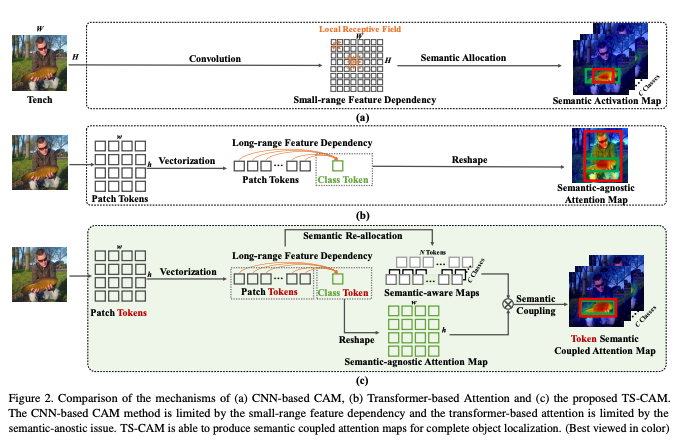 W
H
Tench
Convolution
Local Receptive Field
W
H
Small-range Feature Dependency
Semantic Allocation
C Classes
Semantic Activation Map
(a)
w
h
Patch Tokens
Vectorization
Long-range Feature Dependency
Patch Tokens
Class Token
Reshape
Semantic-agnostic
Attention Map
(b)
Semantic Re-allocation
w
h
Patch Tokens
Vectorization
Long-range Feature Dependency
Patch Tokens
Class Token
N Tokens
C Classes
Semantic-aware Maps
Reshape
w
h
Semantic-agnostic Attention Map
Semantic
Coupling
C Classes
Token Semantic
Coupled Attention Map
(c)
Figure 2. Comparison of the mechanisms of (a) CNN-based CAM, (b) Transformer-based Attention and (c) the proposed TS-CAM.
The CNN-based CAM method is limited by the small-range feature dependency and the transformer-based attention is limited by the
semantic-anostic issue. TS-CAM is able to produce semantic coupled attention maps for complete object localization. (Best viewed in color)